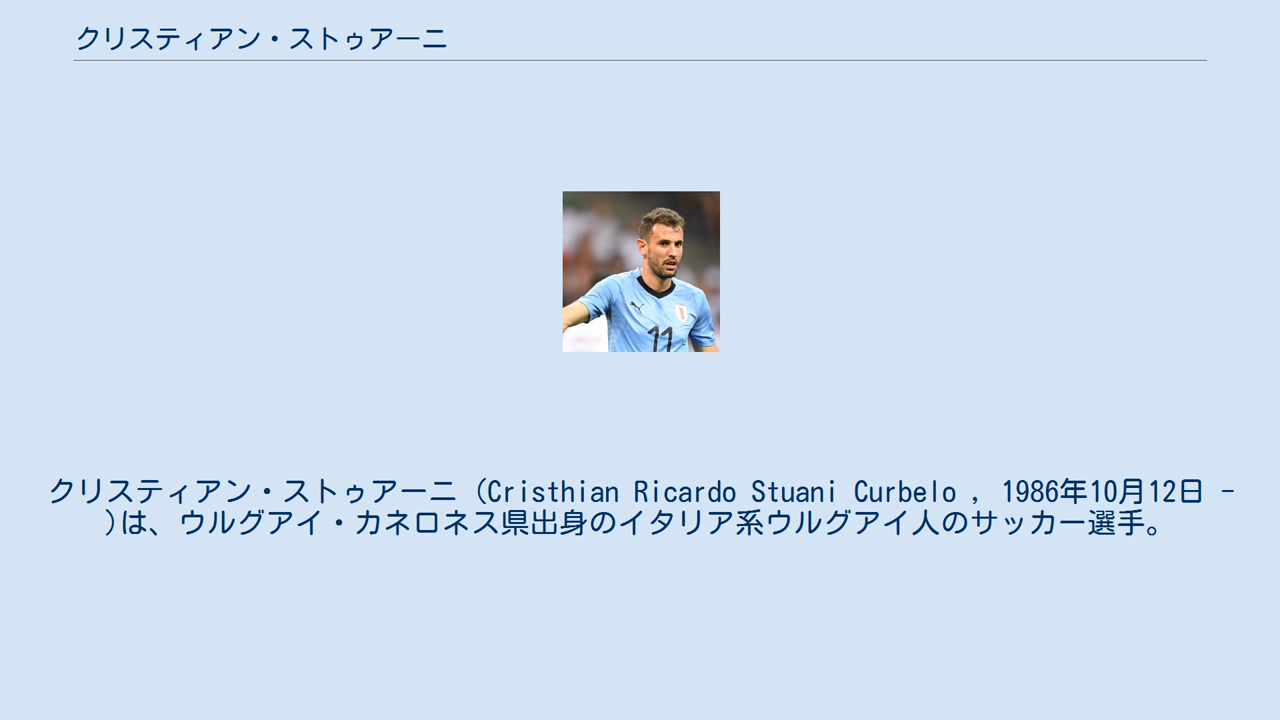 クリスティアン・ストゥアーニ
11
クリスティアン・ストゥアーニ (Cristhian Ricardo Stuani Curbelo , 1986年10月12日 -
)は、ウルグアイ・カネロネス県出身のイタリア系ウルグアイ人のサッカー選手。